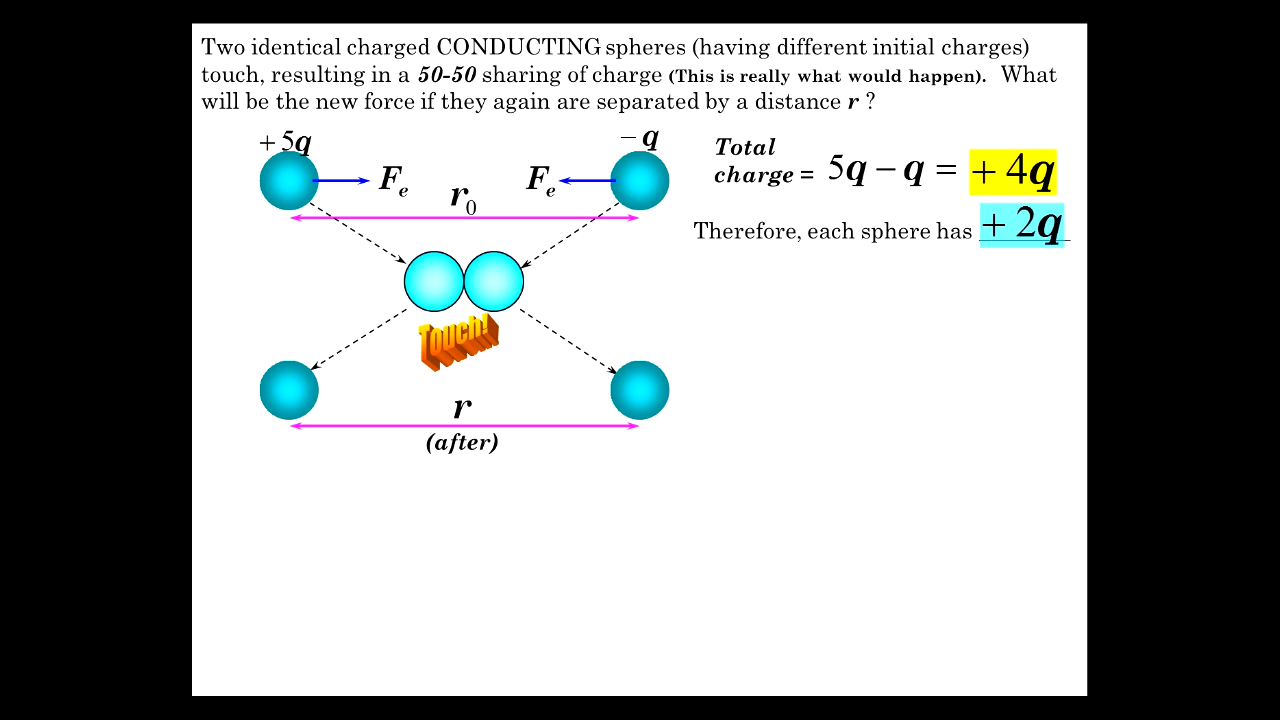 Two identical charged CONDUCTING spheres (having different initial charges)
touch, resulting in a 50-50 sharing of charge (This is really what would happen). What
will be the new force if they again are separated by a distance r ?
+5q
−q
Total
charge = 5q − q = +4q
Fe
r0
Fe
Therefore, each sphere has +2q
Touch!
r
(after)